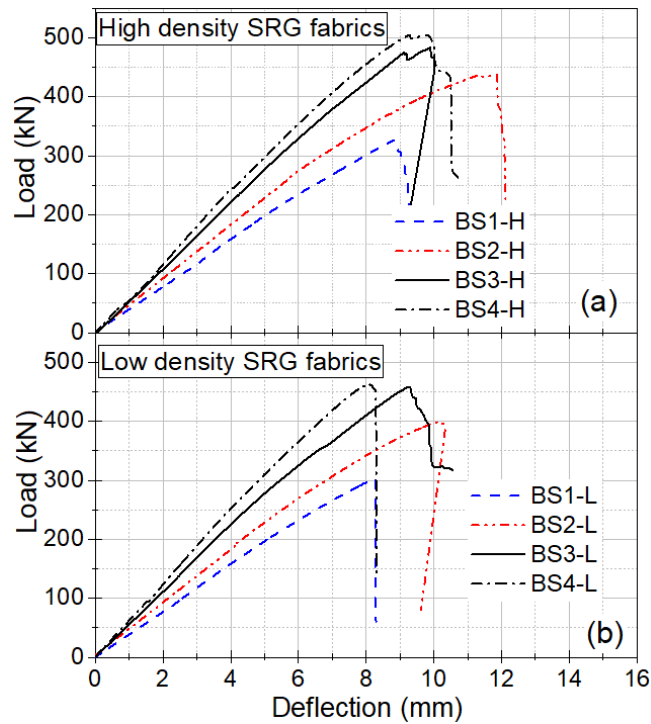 High density SRG fabrics
500
400
300
200
100
0
Load (kN)
BS1-H
BS2-H
BS3-H
BS4-H
(a)
Low density SRG fabrics
500
400
300
200
100
0
Load (kN)
BS1-L
BS2-L
BS3-L
BS4-L
(b)
0 2 4 6 8 10 12 14 16
Deflection (mm)